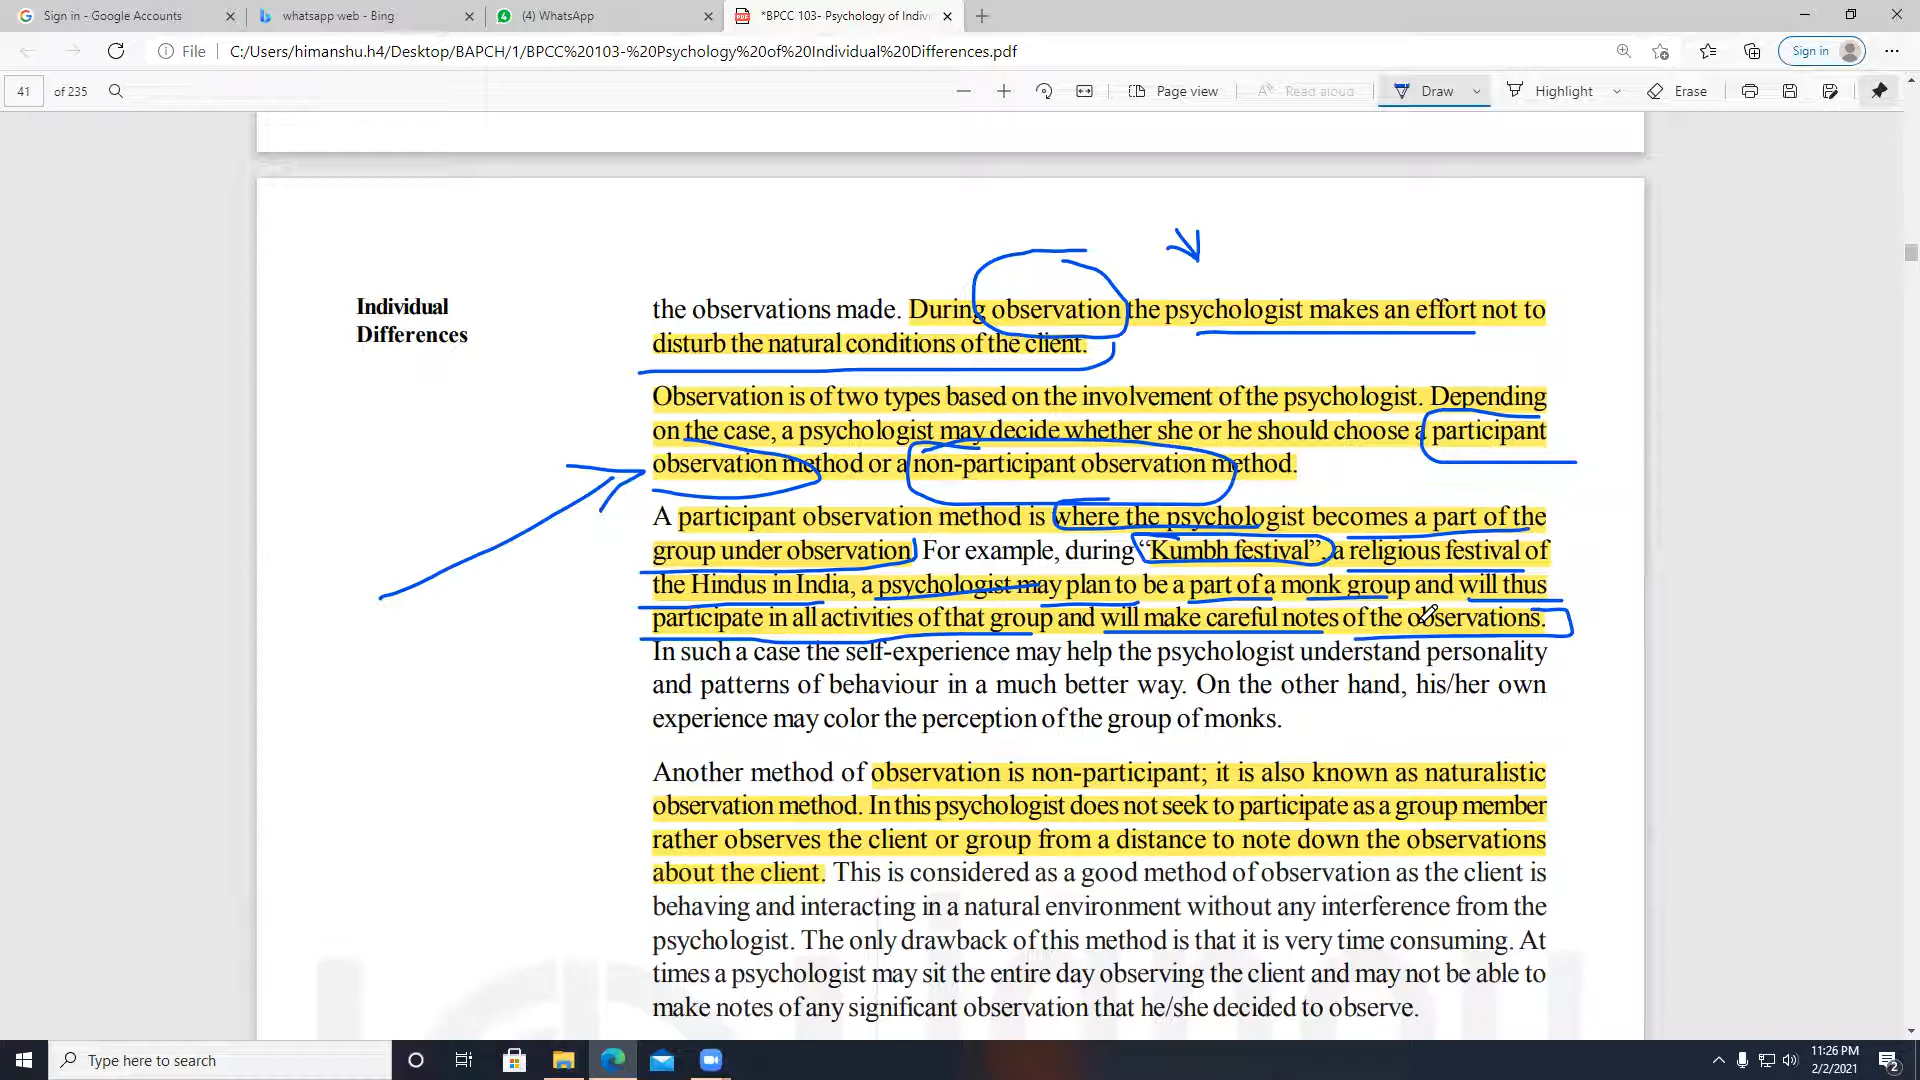 Sign in - Google Accounts
whatsapp web - Bing
(4) WhatsApp
*BPCC 103- Psychology of Indiv
File
C:/Users/himanshu.h4/Desktop/BAPCH/1/BPCC%20103-%20Psychology%20of%20Individual%20Differences.pdf
Sign in
41
of 235
Page view
Read aloud
Draw
Highlight
Erase
Individual
Differences
the observations made. During observation the psychologist makes an effort not to
disturb the natural conditions of the client.
Observation is of two types based on the involvement of the psychologist. Depending
on the case, a psychologist may decide whether she or he should choose a participant
observation method or a non-participant observation method.
A participant observation method is where the psychologist becomes a part of the
group under observation. For example, during “Kumbh festival”, a religious festival of
the Hindus in India, a psychologist may plan to be a part of a monk group and will thus
participate in all activities of that group and will make careful notes of the observations.
In such a case the self-experience may help the psychologist understand personality
and patterns of behaviour in a much better way. On the other hand, his/her own
experience may color the perception of the group of monks.
Another method of observation is non-participant; it is also known as naturalistic
observation method. In this psychologist does not seek to participate as a group member
rather observes the client or group from a distance to note down the observations
about the client. This is considered as a good method of observation as the client is
behaving and interacting in a natural environment without any interference from the
psychologist. The only drawback of this method is that it is very time consuming. At
times a psychologist may sit the entire day observing the client and may not be able to
make notes of any significant observation that he/she decided to observe.
Type here to search
11:26 PM
2/2/2021
2